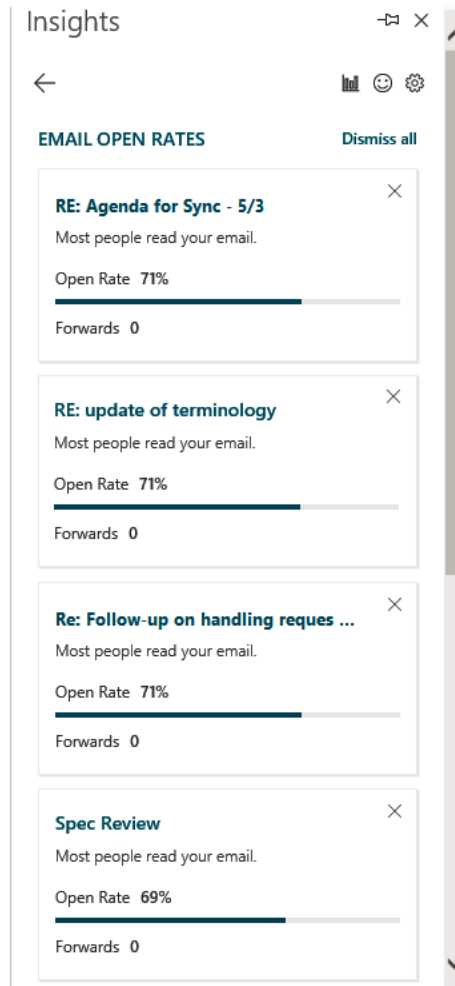 Insights
EMAIL OPEN RATES Dismiss all
RE: Agenda for Sync - 5/3
Most people read your email.
Open Rate 71%
Forwards 0
RE: update of terminology
Most people read your email.
Open Rate 71%
Forwards 0
Re: Follow-up on handling reques ...
Most people read your email.
Open Rate 71%
Forwards 0
Spec Review
Most people read your email.
Open Rate 69%
Forwards 0